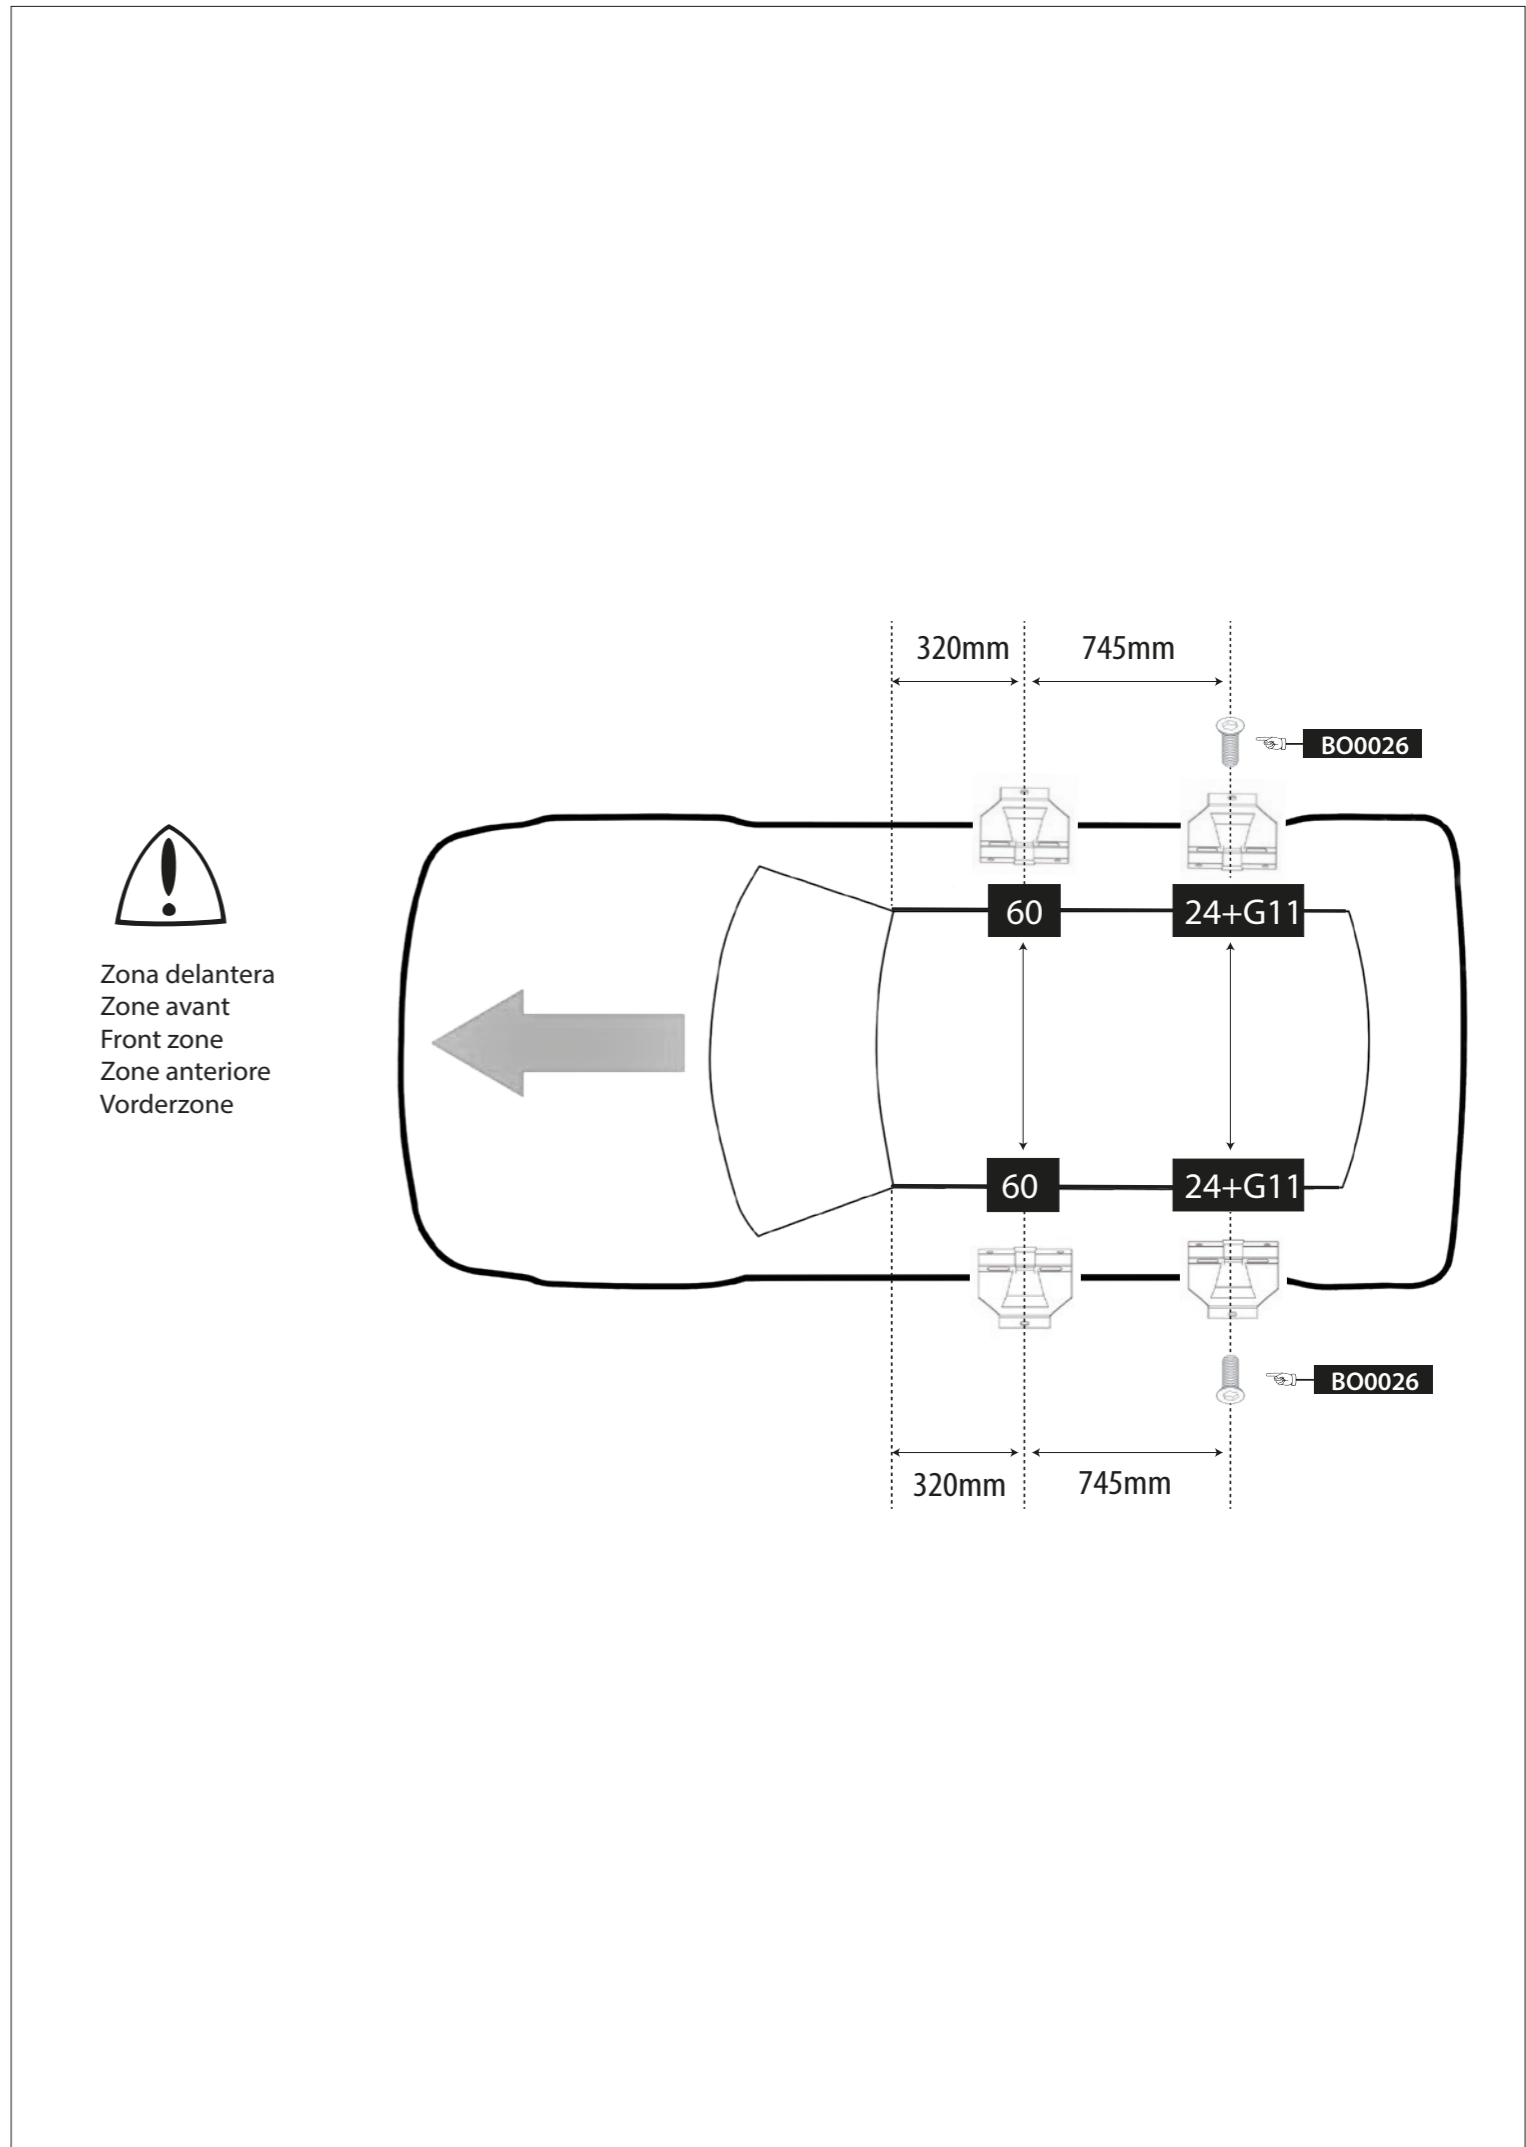 320mm 745mm
BO0026
60 24+G11
Zona delantera
Zone avant
Front zone
Zone anteriore
Vorderzone
60 24+G11
BO0026
320mm 745mm